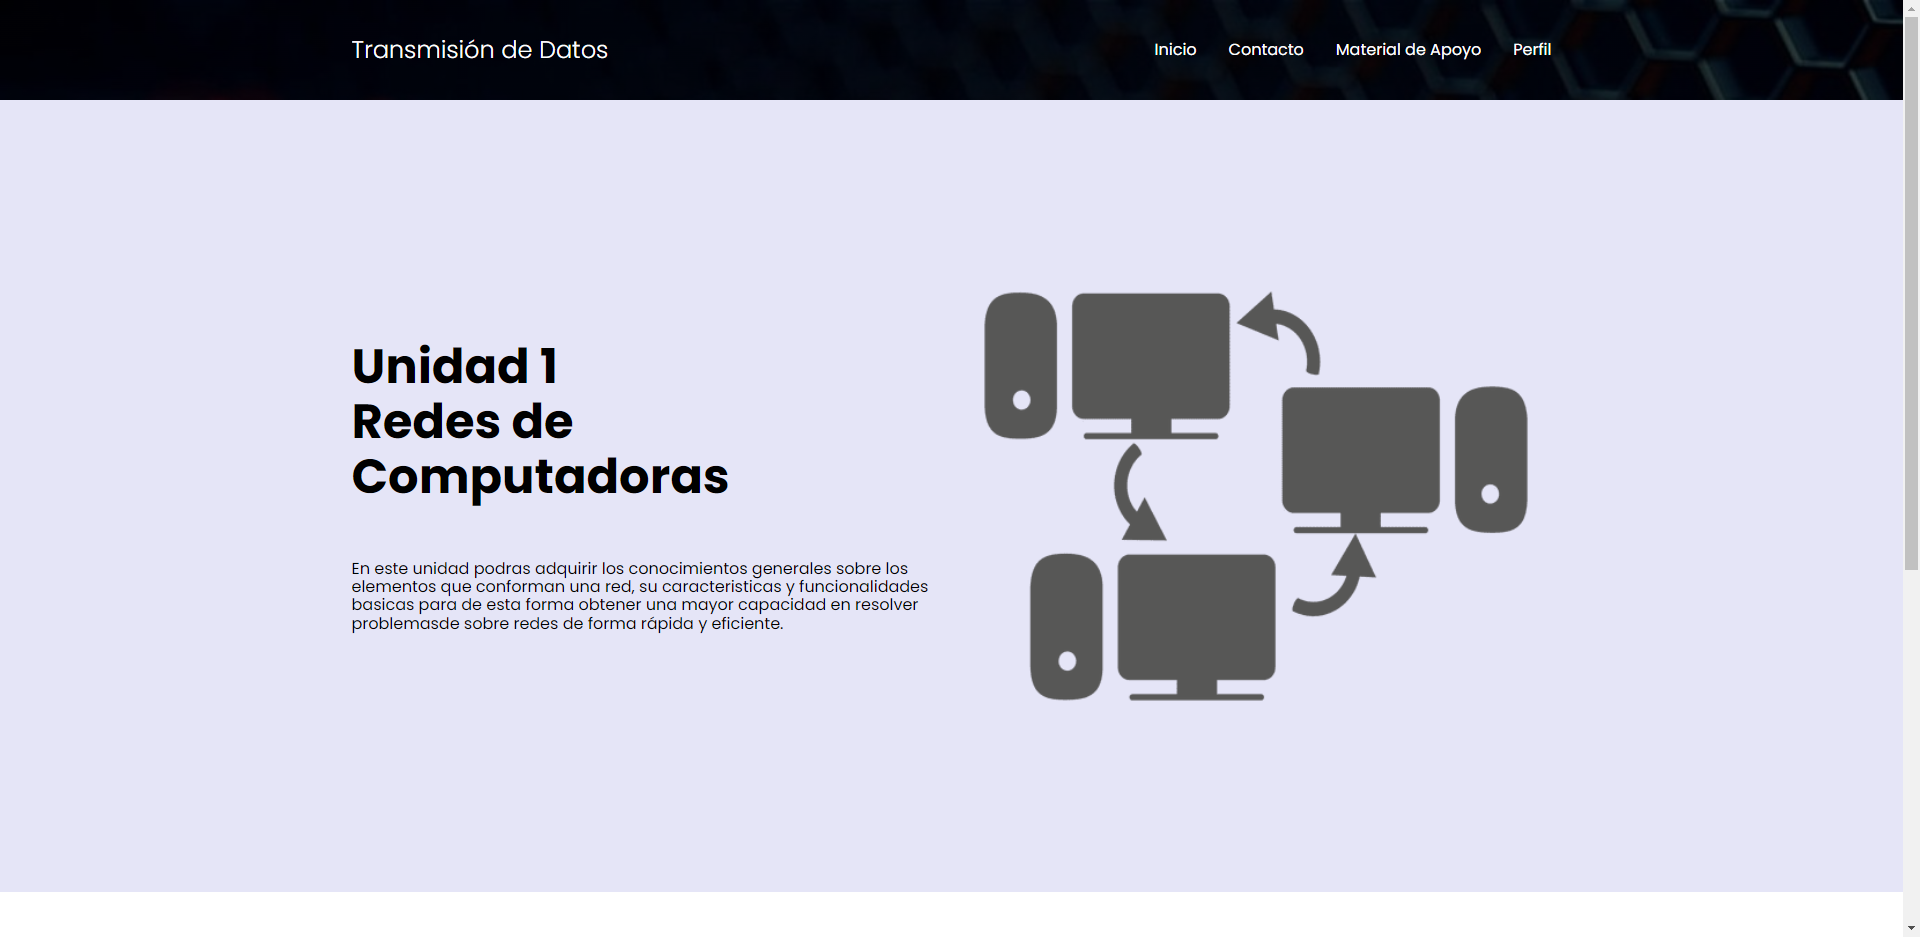 Transmisión de Datos
Inicio
Contacto
Material de Apoyo
Perfil
Unidad 1
Redes de
Computadoras
En este unidad podras adquirir los conocimientos generales sobre los
elementos que conforman una red, su caracteristicas y funcionalidades
basicas para de esta forma obtener una mayor capacidad en resolver
problemasde sobre redes de forma rápida y eficiente.